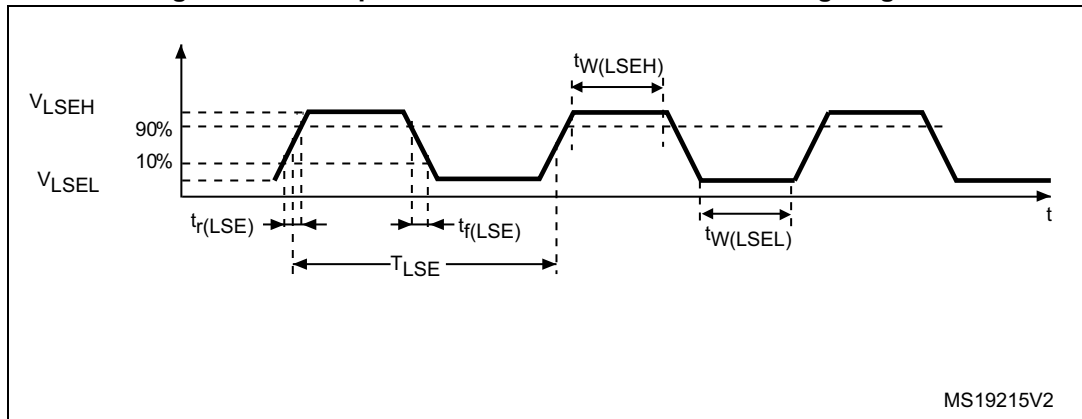 tW(LSEH)
VLSEH
90%
10%
VLSEL
tr(LSE)
tf(LSE)
tW(LSEL)
t
TLSE
MS19215V2